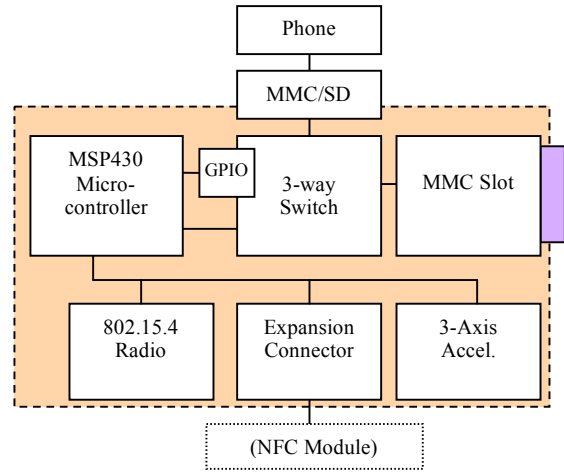 Phone
MMC/SD
MSP430
Micro-
controller
GPIO
3-way
Switch
MMC Slot
802.15.4
Radio
Expansion
Connector
3-Axis
Accel.
(NFC Module)